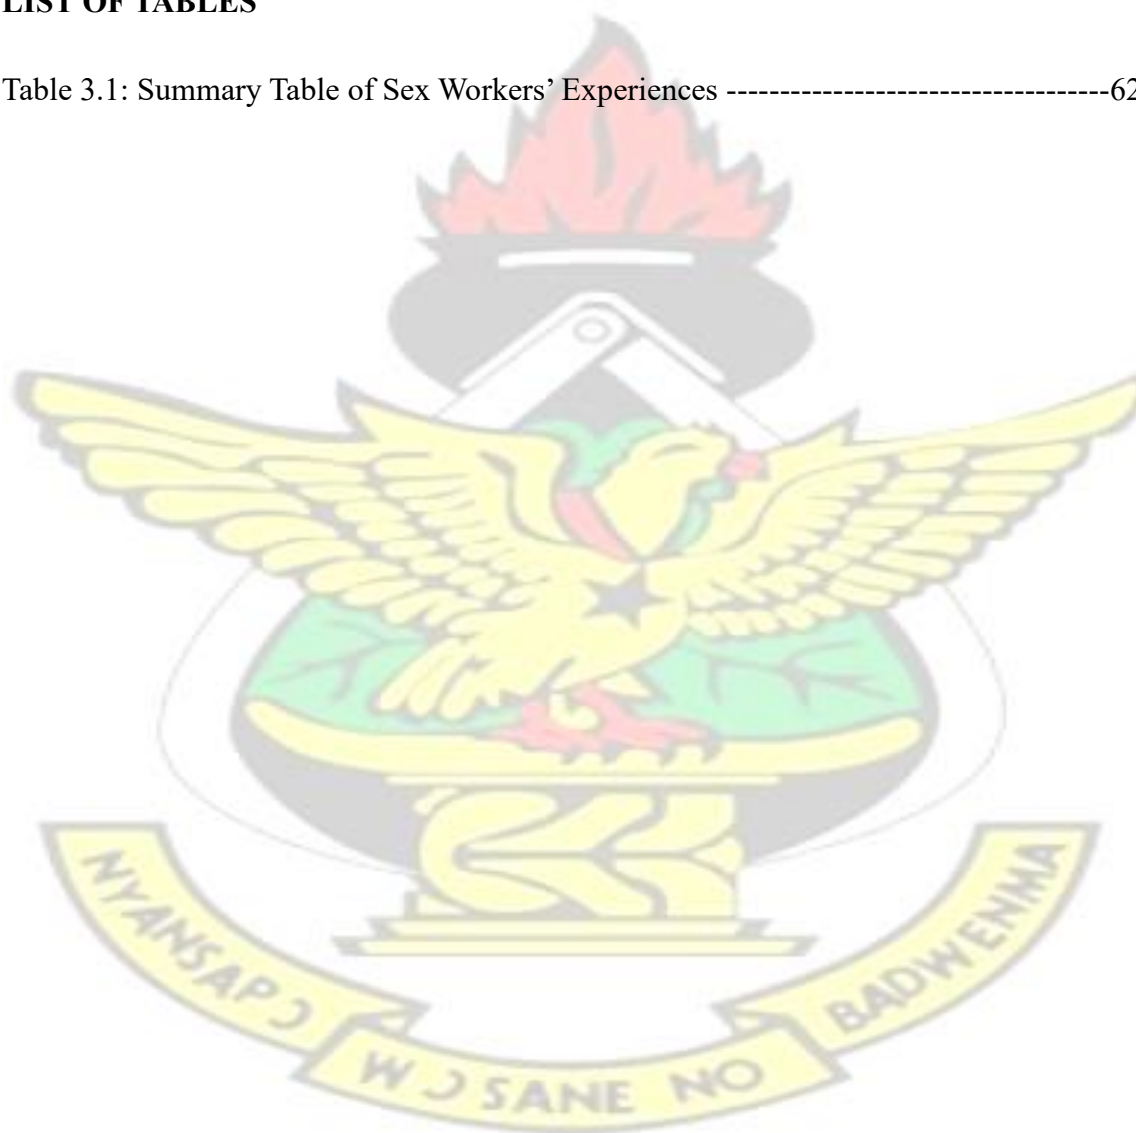 LIST OF TABLES
Table 3.1: Summary Table of Sex Workers’ Experiences ------------------------------------62
NYANSAPƆ
WƆSANE NO
BADWENMA